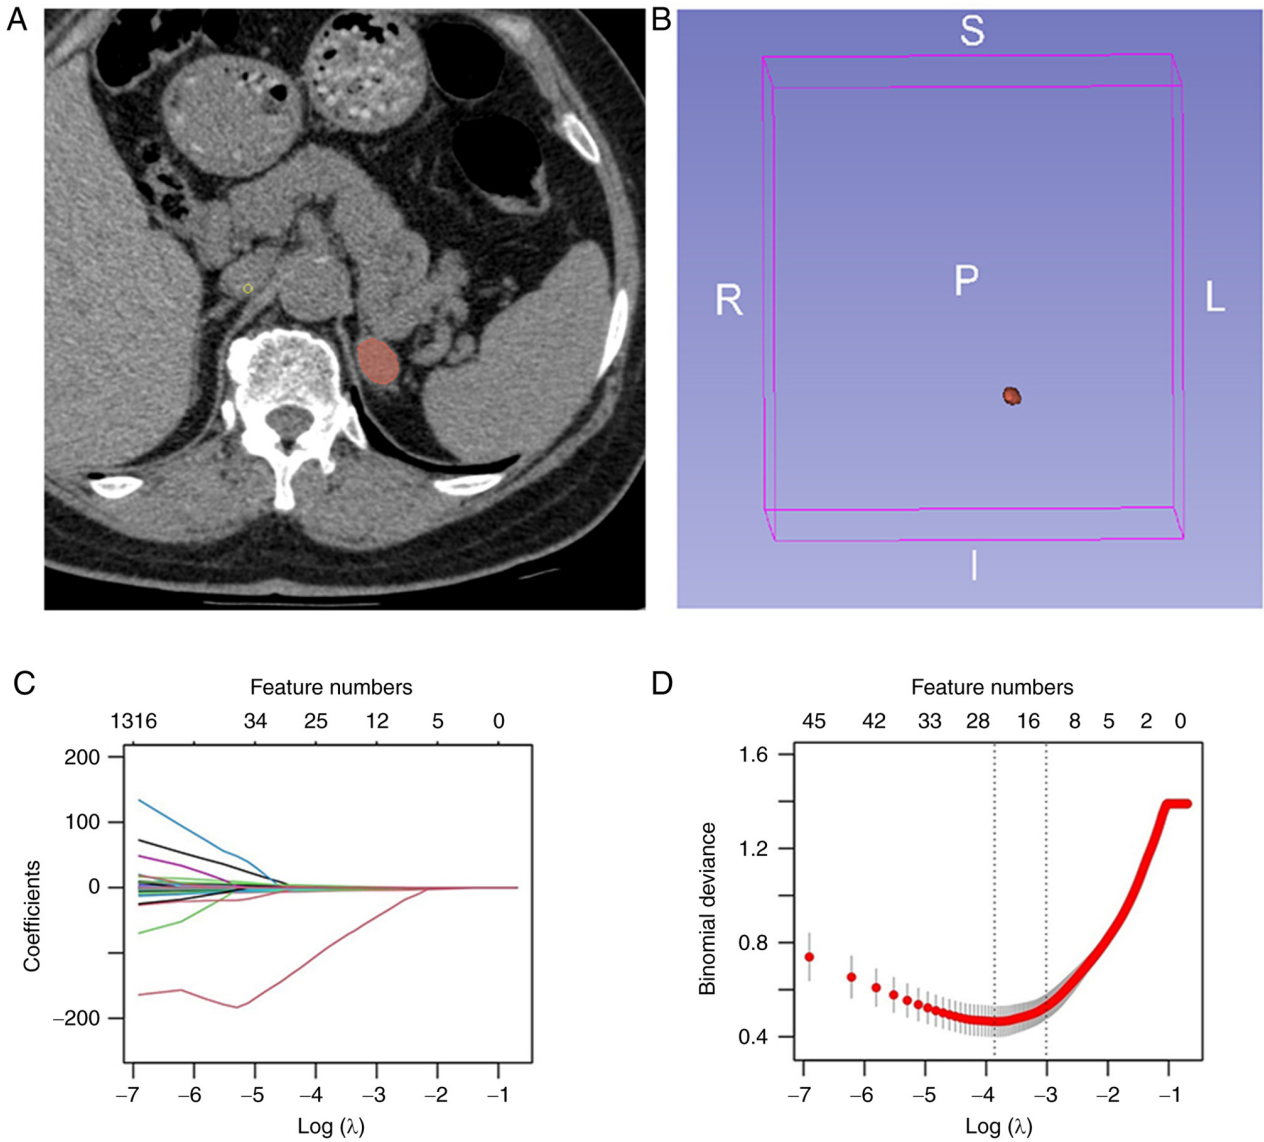 A
B
S
R
P
L
I
C
Feature numbers
1316 34 25 12 5 0
200
100
0
–200
Coefficients
–7 –6 –5 –4 –3 –2 –1
Log (λ)
D
Feature numbers
45 42 33 28 16 8 5 2 0
1.6
1.2
0.8
0.4
Binomial deviance
–7 –6 –5 –4 –3 –2 –1
Log (λ)